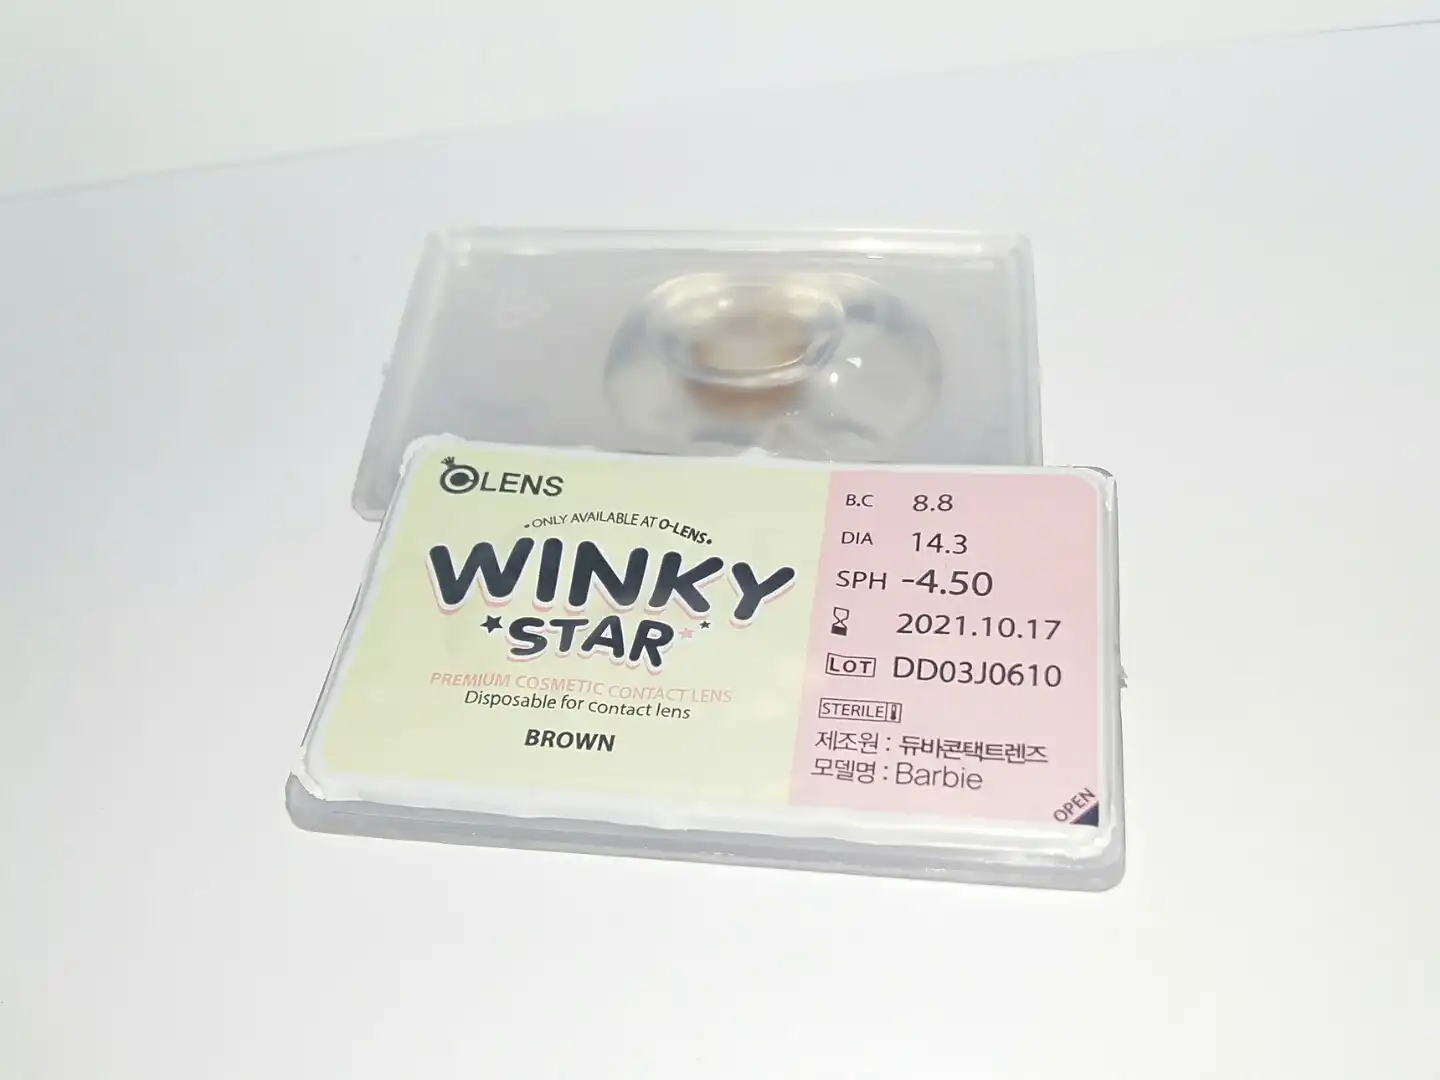 OLENS
•ONLY AVAILABLE AT O-LENS•
WINKY
STAR
PREMIUM COSMETIC CONTACT LENS
Disposable for contact lens
BROWN
B.C 8.8
DIA 14.3
SPH -4.50
2021.10.17
LOT DD03J0610
STERILE
제조원 : 듀바콘택트렌즈
모델명 : Barbie
OPEN